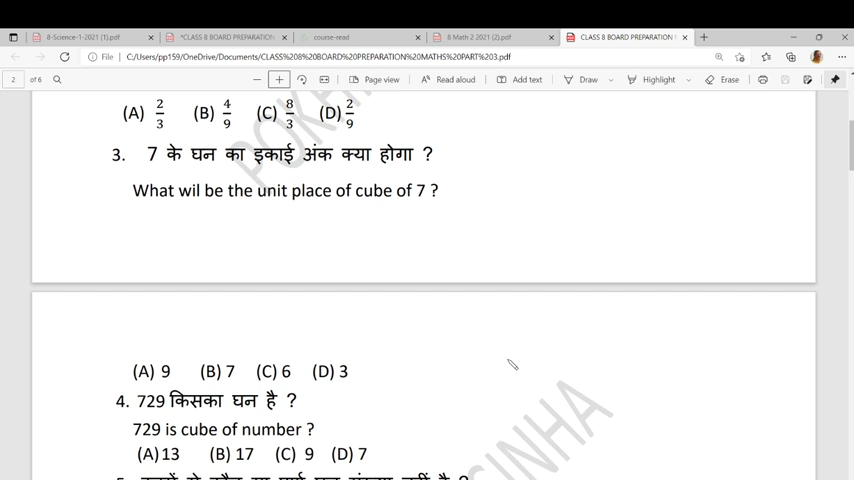 8-Science-1-2021 (1).pdf
*CLASS 8 BOARD PREPARATION
course-read
8 Math 2 2021 (2).pdf
CLASS 8 BOARD PREPARATION
File
C:/Users/pp159/OneDrive/Documents/CLASS%208%20BOARD%20PREPARATION%20MATHS%20PART%203.pdf
2 of 6
Page view
Read aloud
Add text
Draw
Highlight
Erase
(A) 2/3 (B) 4/9 (C) 8/3 (D) 2/9
3. 7 के घन का इकाई अंक क्या होगा ?
What wil be the unit place of cube of 7 ?
(A) 9 (B) 7 (C) 6 (D) 3
4. 729 किसका घन है ?
729 is cube of number ?
(A) 13 (B) 17 (C) 9 (D) 7
SINHA